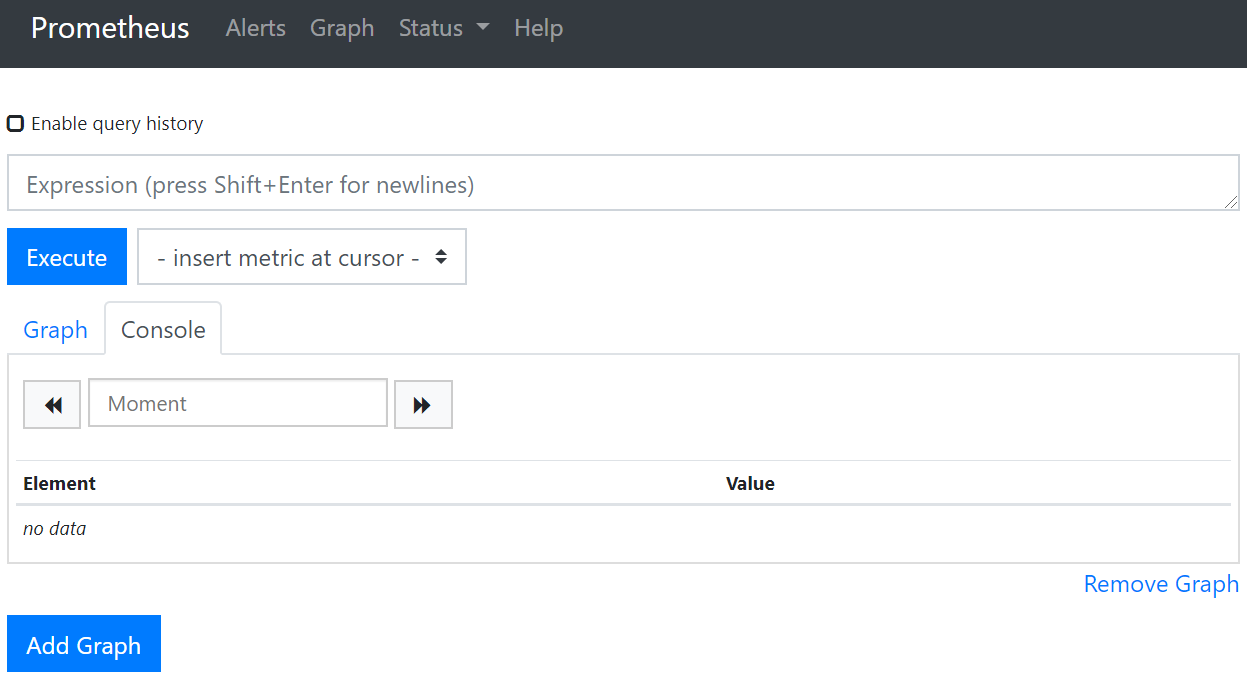 Prometheus Alerts Graph Status Help
Enable query history
Expression (press Shift+Enter for newlines)
Execute - insert metric at cursor -
Graph Console
Moment
Element Value
no data
Remove Graph
Add Graph